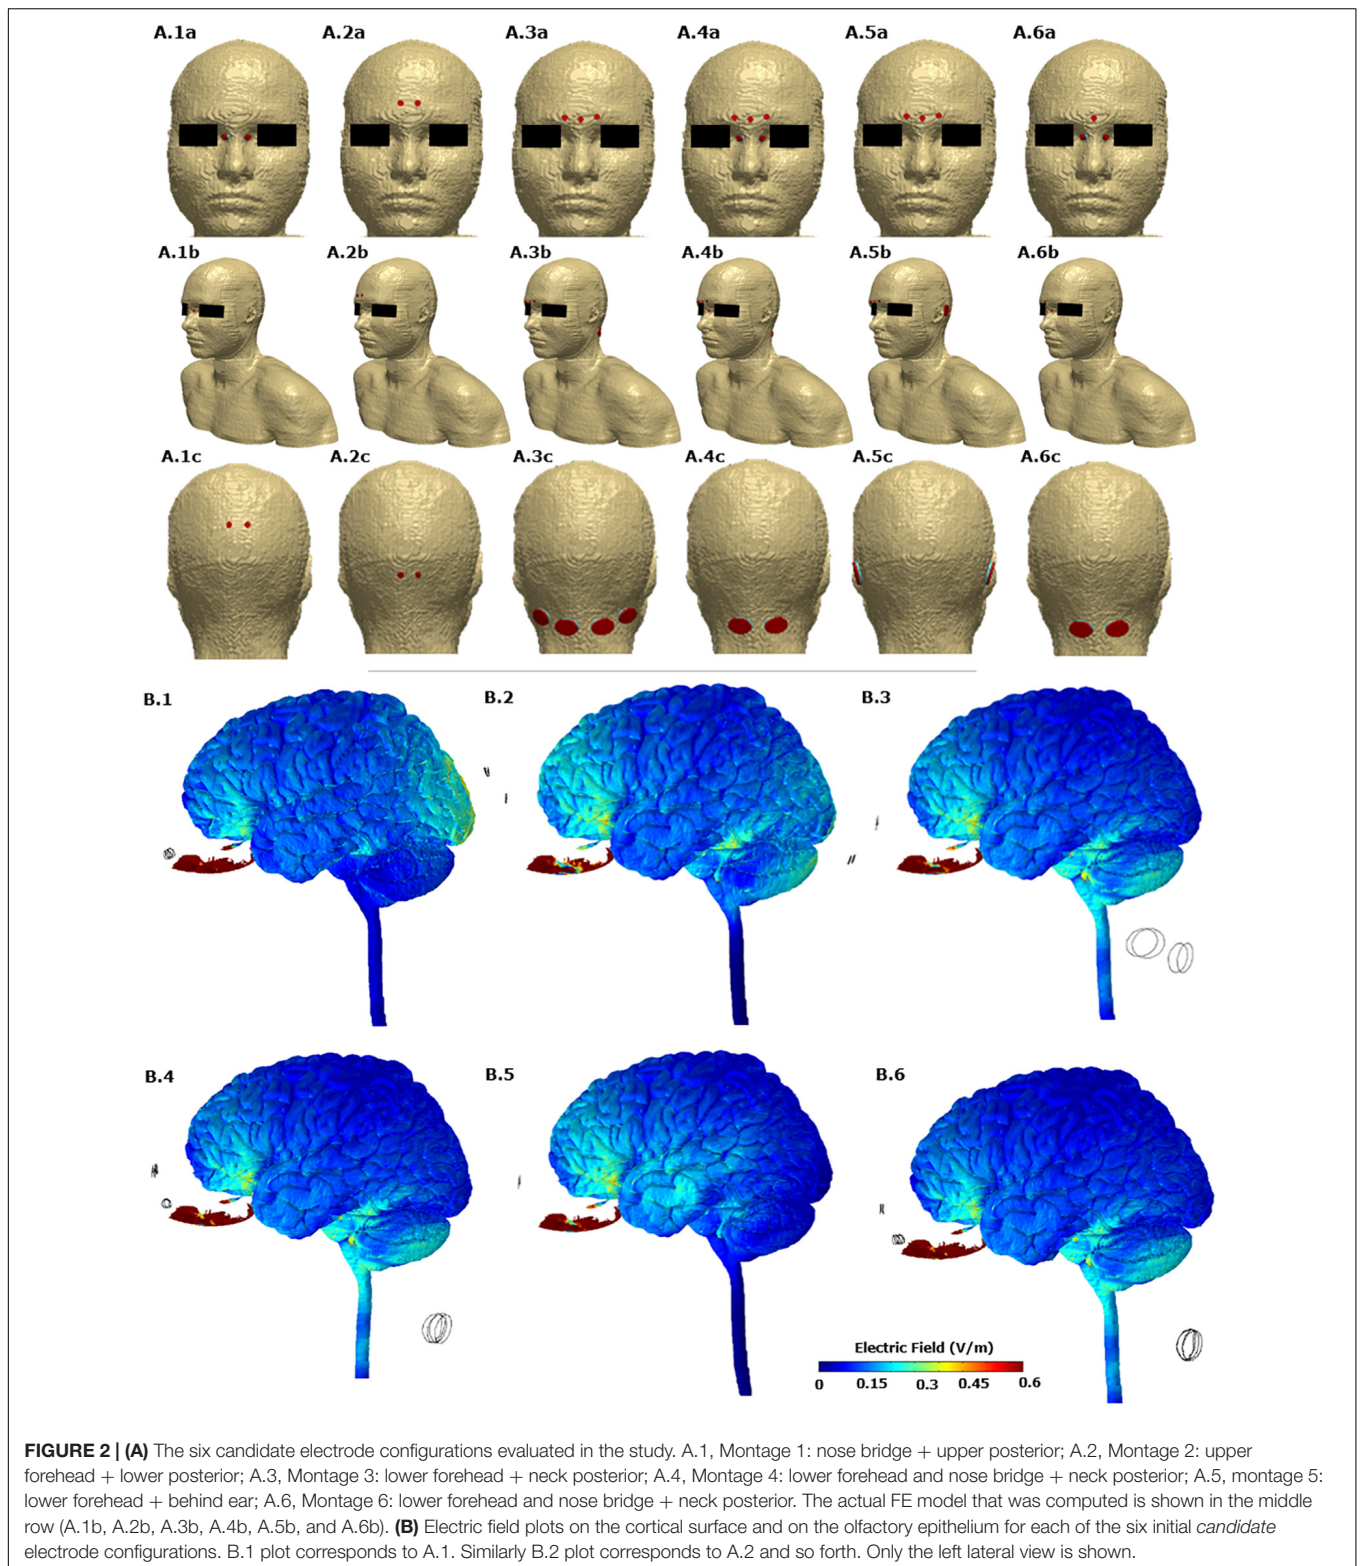 A.1a A.2a A.3a A.4a A.5a A.6a
A.1b A.2b A.3b A.4b A.5b A.6b
A.1c A.2c A.3c A.4c A.5c A.6c
B.1 B.2 B.3
B.4 B.5 B.6
Electric Field (V/m)
0 0.15 0.3 0.45 0.6
FIGURE 2 | (A) The six candidate electrode configurations evaluated in the study. A.1, Montage 1: nose bridge + upper posterior; A.2, Montage 2: upper
forehead + lower posterior; A.3, Montage 3: lower forehead + neck posterior; A.4, Montage 4: lower forehead and nose bridge + neck posterior; A.5, montage 5:
lower forehead + behind ear; A.6, Montage 6: lower forehead and nose bridge + neck posterior. The actual FE model that was computed is shown in the middle
row (A.1b, A.2b, A.3b, A.4b, A.5b, and A.6b). (B) Electric field plots on the cortical surface and on the olfactory epithelium for each of the six initial candidate
electrode configurations. B.1 plot corresponds to A.1. Similarly B.2 plot corresponds to A.2 and so forth. Only the left lateral view is shown.